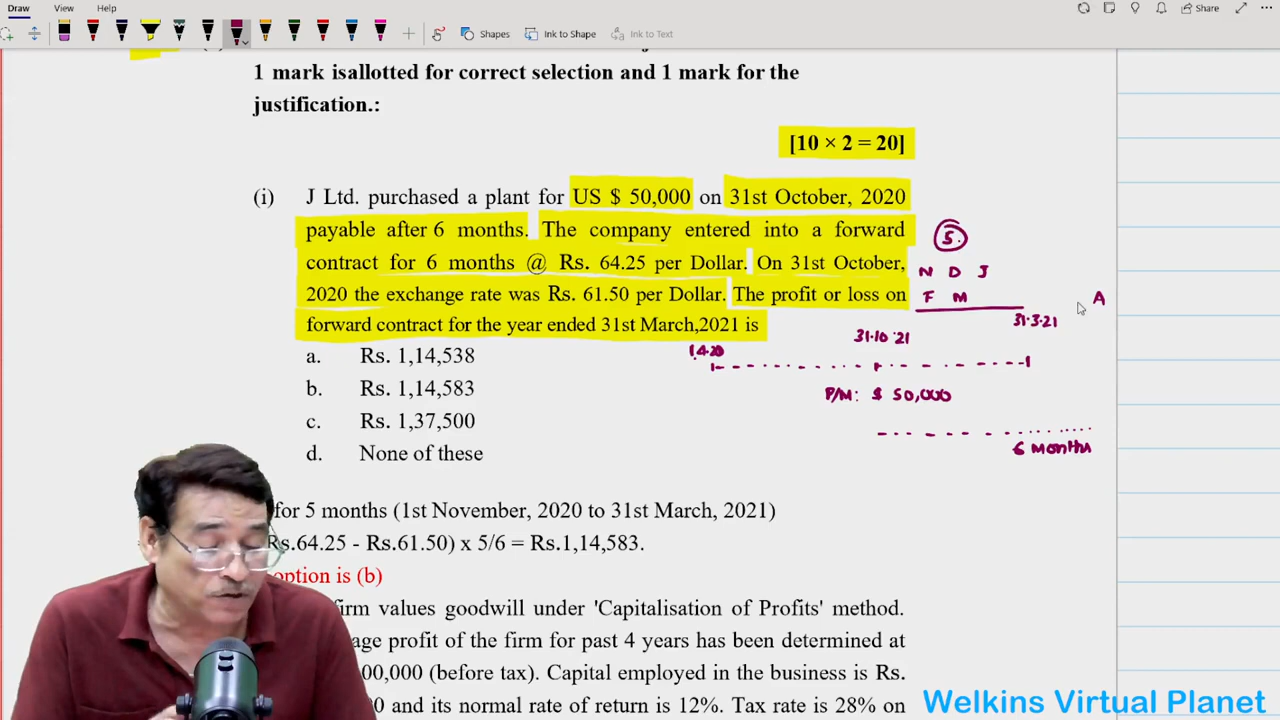 Draw View Help
Share
Shapes Ink to Shape Ink to Text
1 mark isallotted for correct selection and 1 mark for the
justification.:
[10 × 2 = 20]
(i) J Ltd. purchased a plant for US $ 50,000 on 31st October, 2020
payable after 6 months. The company entered into a forward
contract for 6 months @ Rs. 64.25 per Dollar. On 31st October,
2020 the exchange rate was Rs. 61.50 per Dollar. The profit or loss on
forward contract for the year ended 31st March,2021 is
5.
N D J
F M
A
31.3.21
31.10.21
1.4.20
P/M: $ 50,000
6 months
a. Rs. 1,14,538
b. Rs. 1,14,583
c. Rs. 1,37,500
d. None of these
for 5 months (1st November, 2020 to 31st March, 2021)
Rs.64.25 - Rs.61.50) x 5/6 = Rs.1,14,583.
option is (b)
firm values goodwill under 'Capitalisation of Profits' method.
age profit of the firm for past 4 years has been determined at
00,000 (before tax). Capital employed in the business is Rs.
0 and its normal rate of return is 12%. Tax rate is 28% on
Welkins Virtual Planet